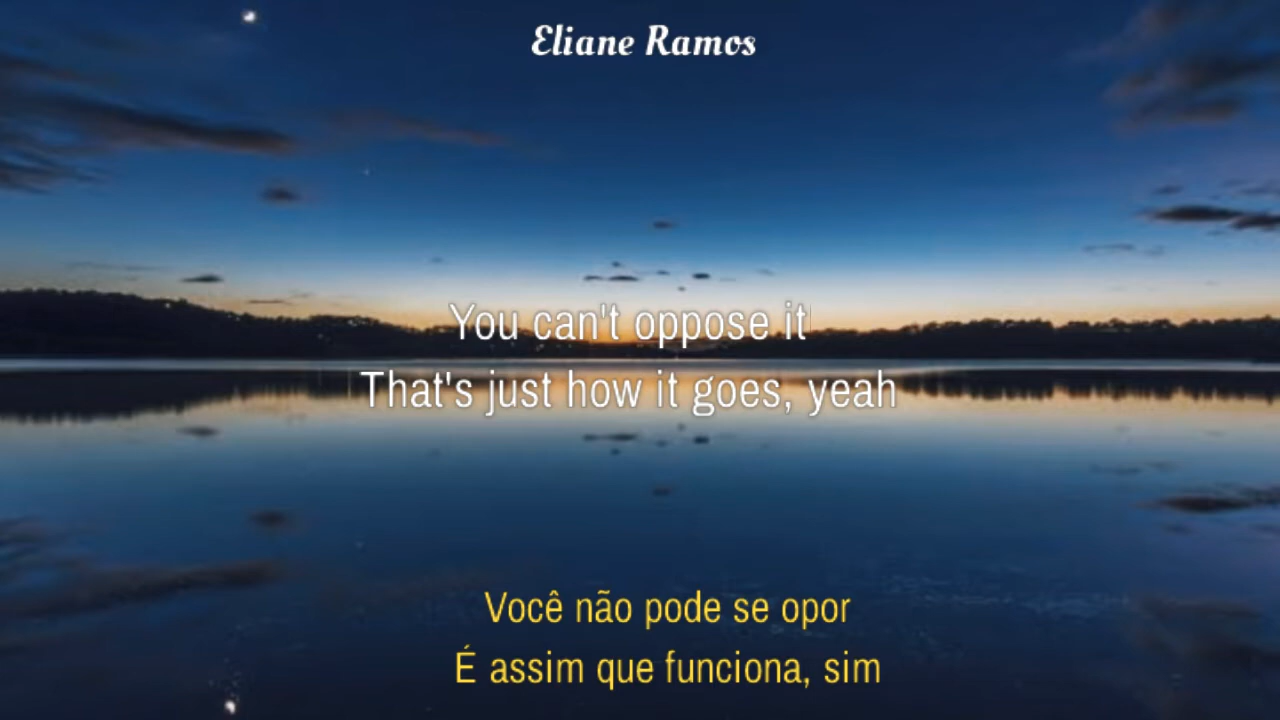 Eliane Ramos
You can't oppose it
That's just how it goes, yeah
Você não pode se opor
É assim que funciona, sim